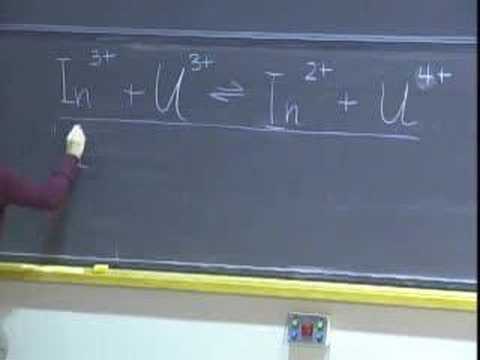 In³⁺ + U³⁺ ⇌ In²⁺ + U⁴⁺